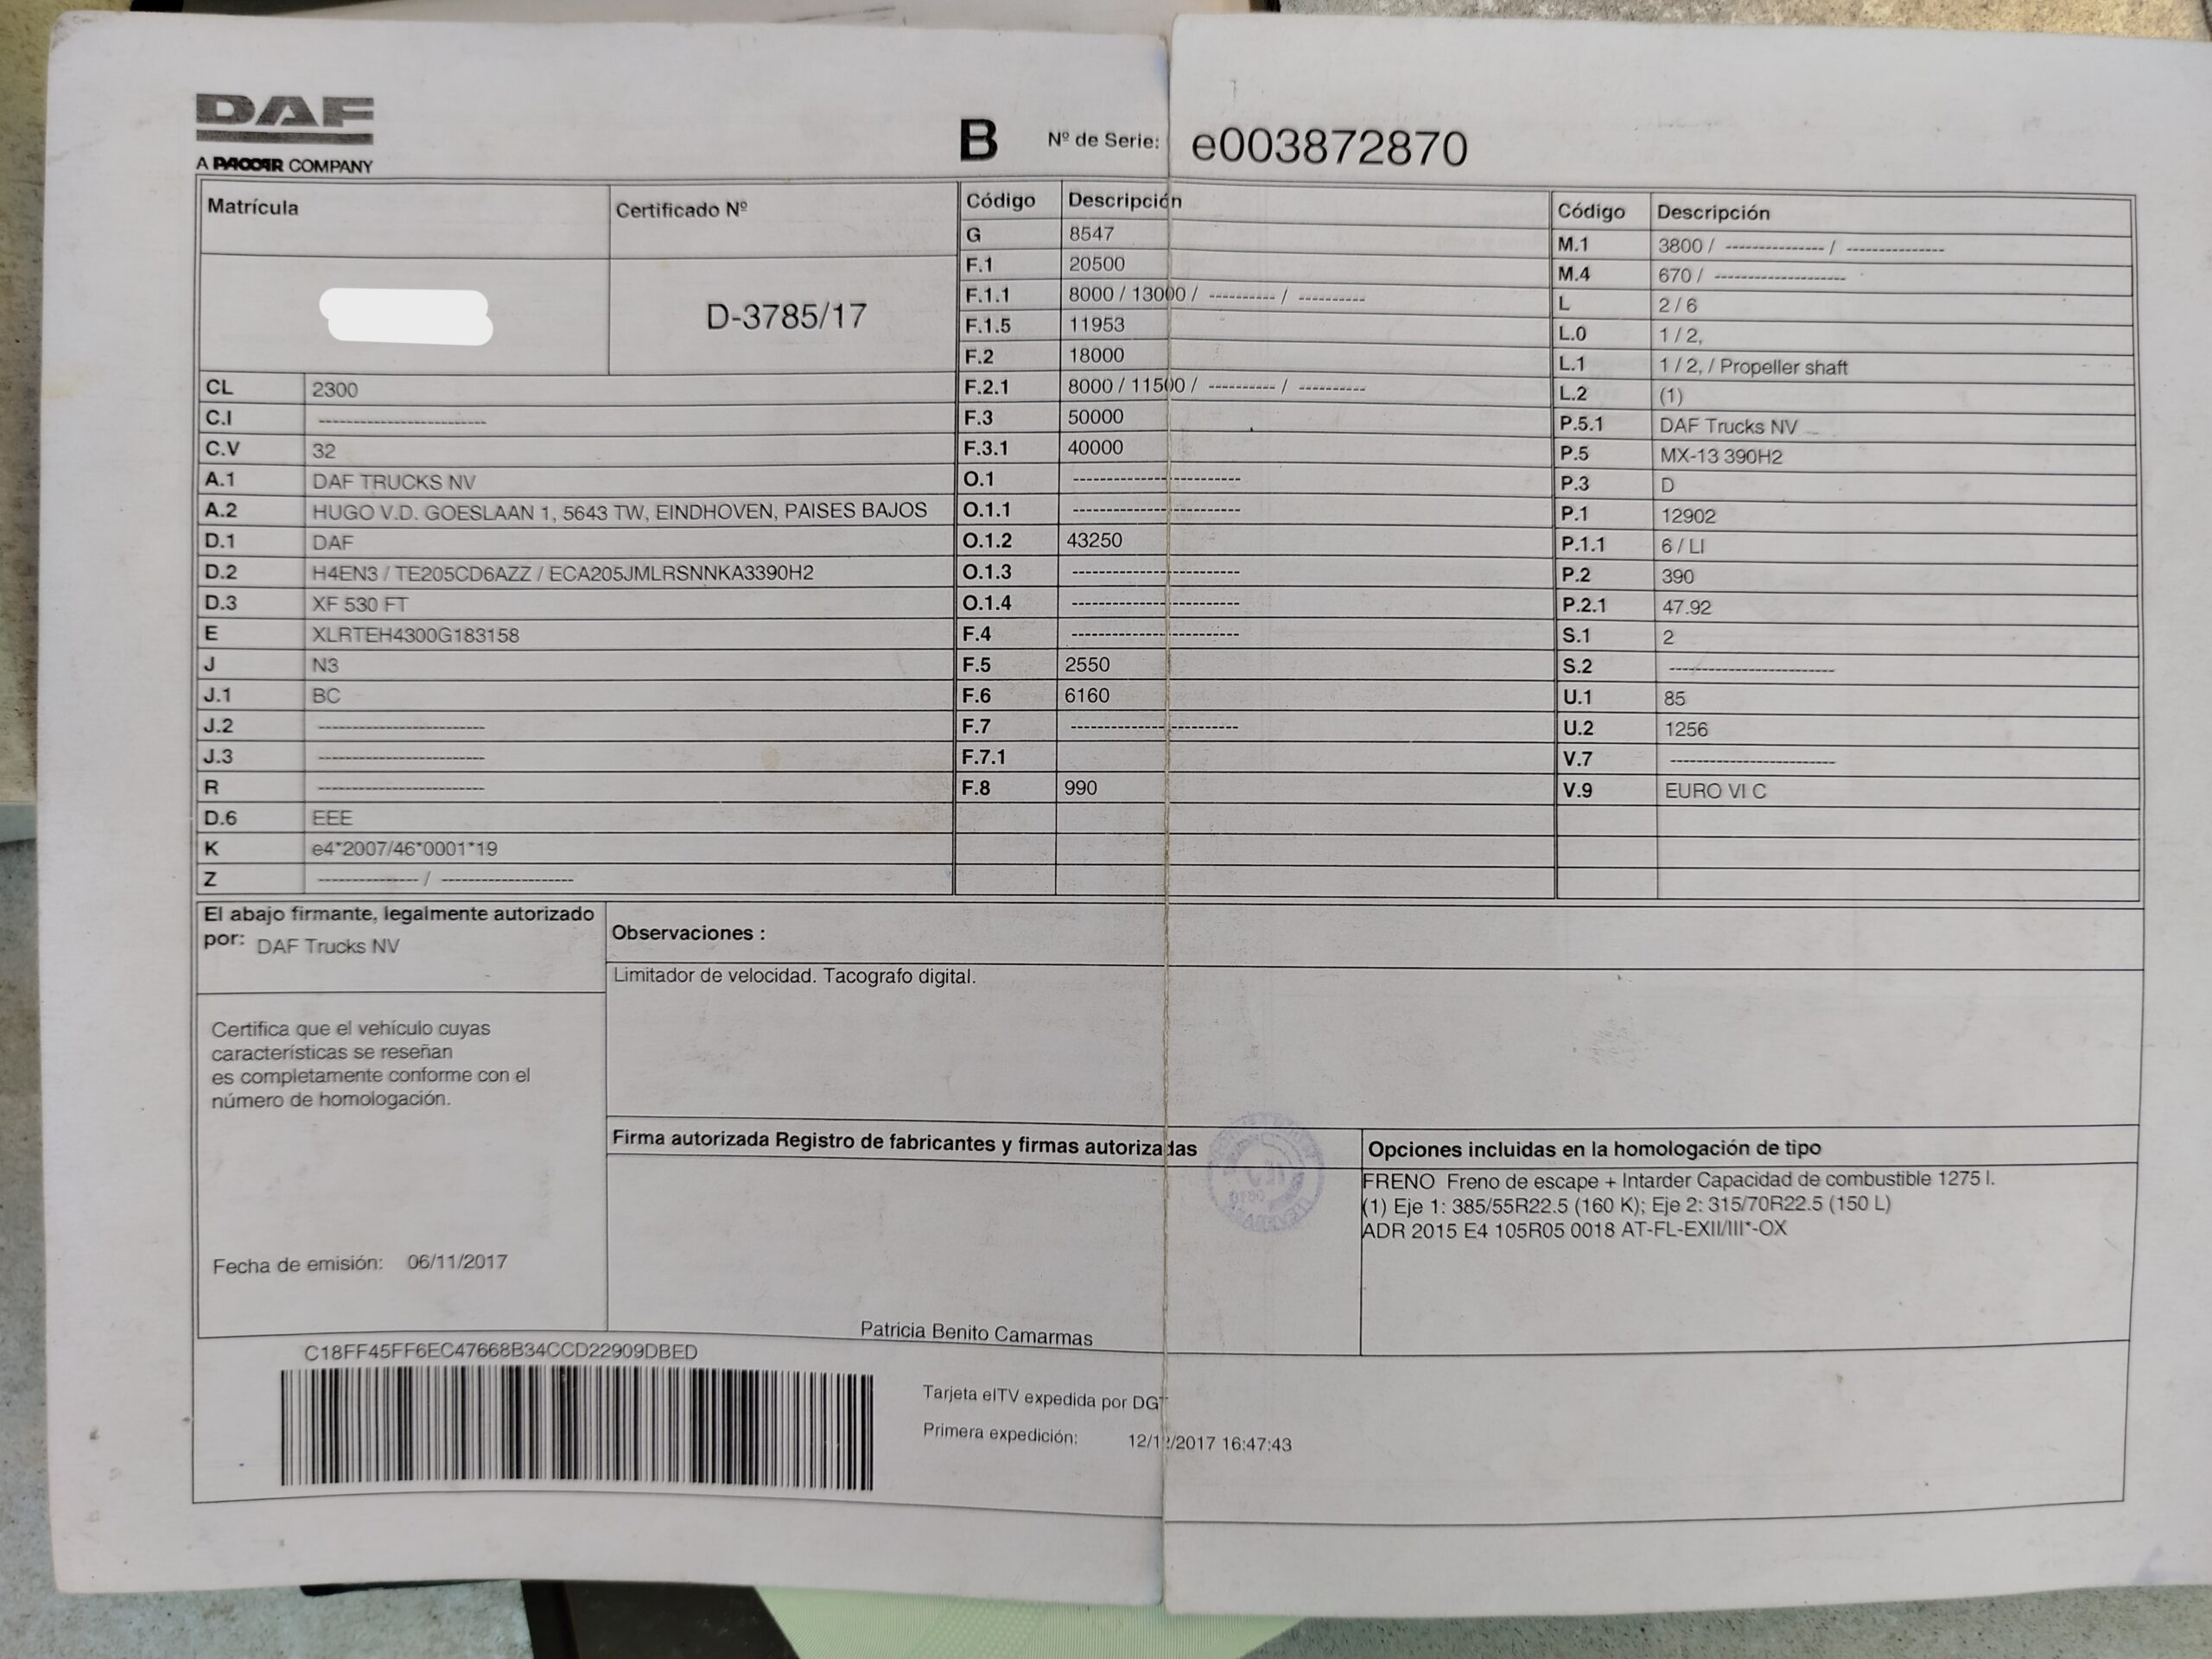 DAF
A PACCAR COMPANY
B Nº de Serie: e003872870
Matrícula
Certificado Nº
D-3785/17
CL 2300
C.I ------------------------
C.V 32
A.1 DAF TRUCKS NV
A.2 HUGO V.D. GOESLAAN 1, 5643 TW, EINDHOVEN, PAISES BAJOS
D.1 DAF
D.2 H4EN3 / TE205CD6AZZ / ECA205JMLRSNNKA3390H2
D.3 XF 530 FT
E XLRTEH4300G183158
J N3
J.1 BC
J.2 ------------------------
J.3 ------------------------
R ------------------------
D.6 EEE
K e4*2007/46*0001*19
Z --------------- / --------------------
Código Descripción
G 8547
F.1 20500
F.1.1 8000 / 13000 / ---------- / ----------
F.1.5 11953
F.2 18000
F.2.1 8000 / 11500 / ---------- / ----------
F.3 50000
F.3.1 40000
O.1 ------------------------
O.1.1 ------------------------
O.1.2 43250
O.1.3 ------------------------
O.1.4 ------------------------
F.4 ------------------------
F.5 2550
F.6 6160
F.7 ------------------------
F.7.1
F.8 990
Código Descripción
M.1 3800 / --------------- / ---------------
M.4 670 / --------------------
L 2 / 6
L.0 1 / 2,
L.1 1 / 2, / Propeller shaft
L.2 (1)
P.5.1 DAF Trucks NV
P.5 MX-13 390H2
P.3 D
P.1 12902
P.1.1 6 / LI
P.2 390
P.2.1 47.92
S.1 2
S.2 ------------------------
U.1 85
U.2 1256
V.7 ------------------------
V.9 EURO VI C
El abajo firmante, legalmente autorizado
por: DAF Trucks NV
Certifica que el vehículo cuyas
características se reseñan
es completamente conforme con el
número de homologación.
Fecha de emisión: 06/11/2017
Observaciones :
Limitador de velocidad. Tacografo digital.
Firma autorizada Registro de fabricantes y firmas autorizadas
Patricia Benito Camarmas
Opciones incluidas en la homologación de tipo
FRENO Freno de escape + Intarder Capacidad de combustible 1275 l.
(1) Eje 1: 385/55R22.5 (160 K); Eje 2: 315/70R22.5 (150 L)
ADR 2015 E4 105R05 0018 AT-FL-EXII/III*-OX
C18FF45FF6EC47668B34CCD22909DBED
Tarjeta eITV expedida por DGT
Primera expedición: 12/12/2017 16:47:43